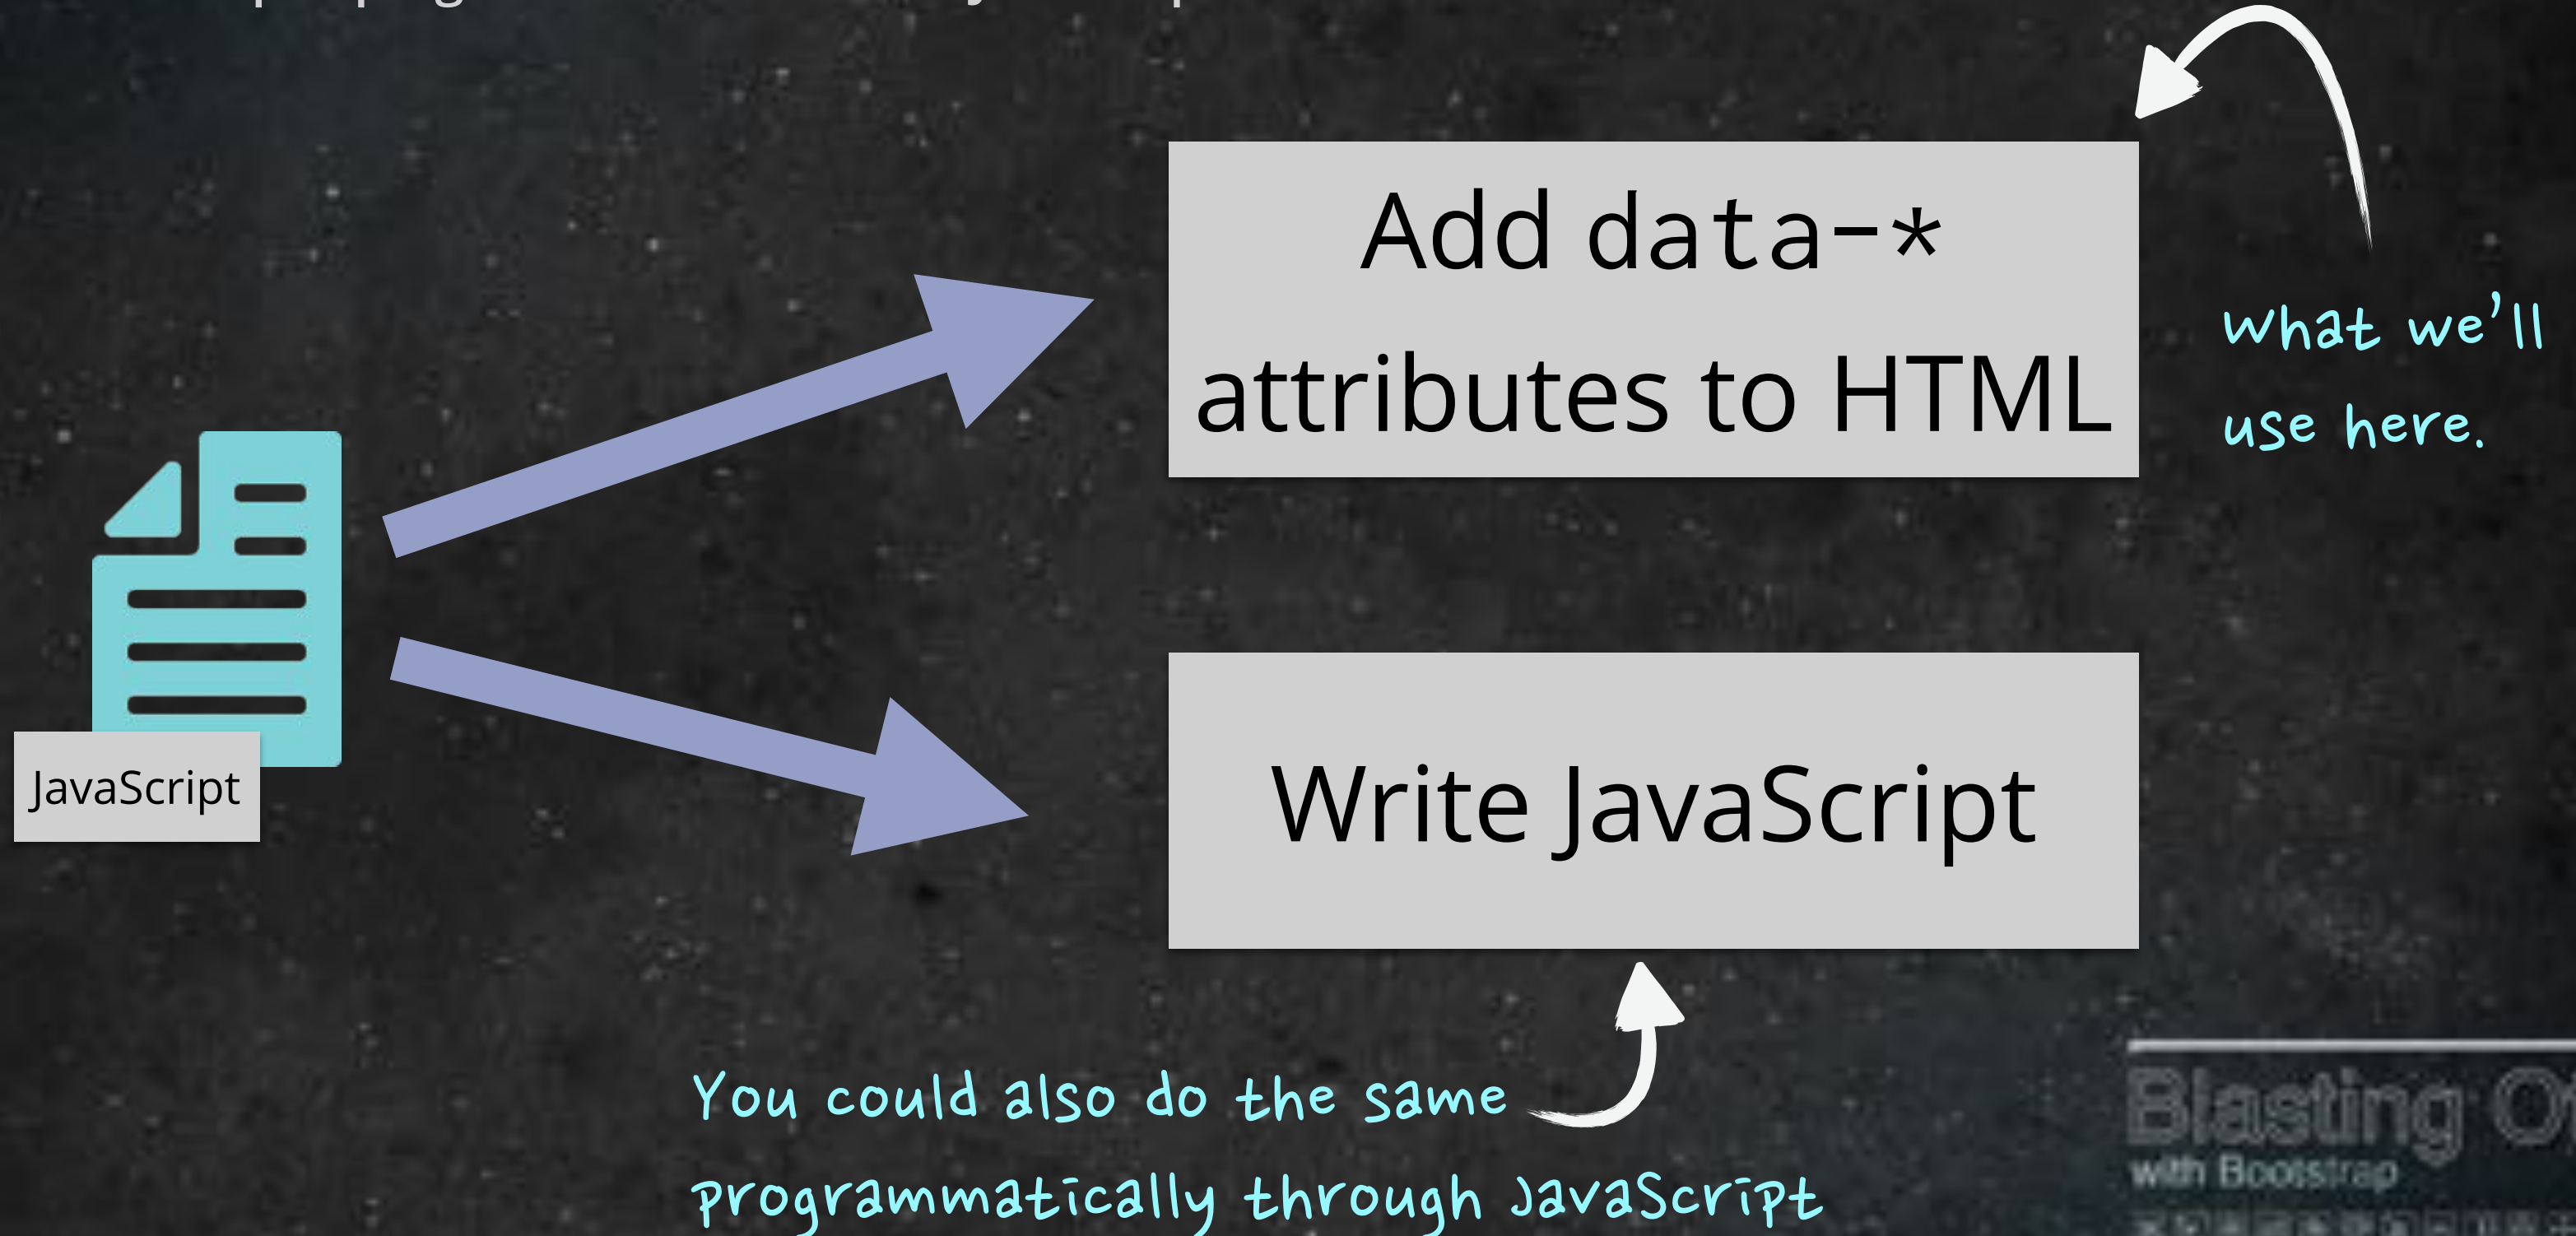 Add data-*
attributes to HTML
what we'll
use here.
JavaScript
Write JavaScript
You could also do the same
programmatically through JavaScript
Blasting
with Bootstrap